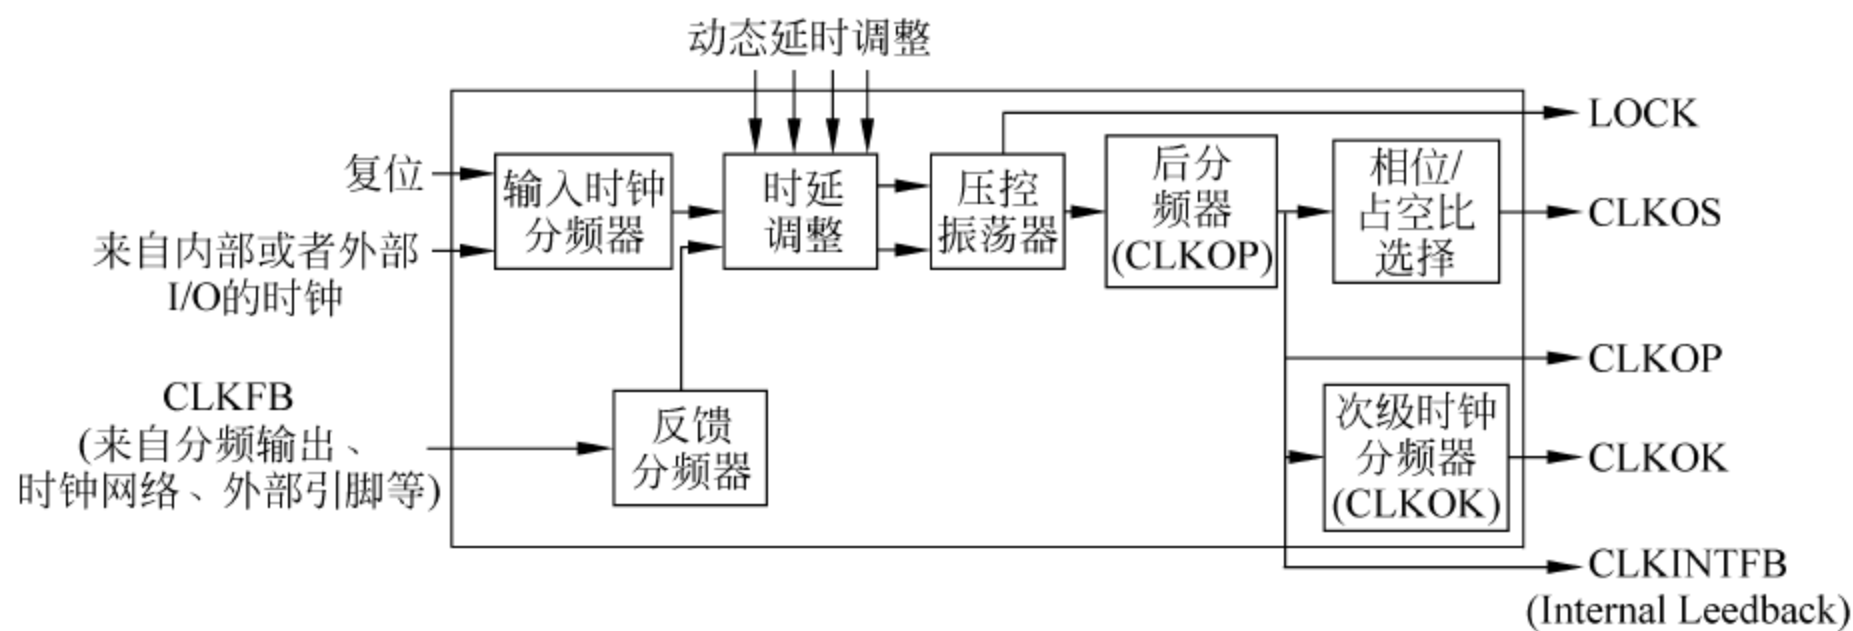 动态延时调整
LOCK
复位
输入时钟
分频器
时延
调整
压控
振荡器
后分
频器
(CLKOP)
相位/
占空比
选择
CLKOS
来自内部或者外部
I/O的时钟
CLKOP
CLKFB
(来自分频输出、
时钟网络、外部引脚等)
反馈
分频器
次级时钟
分频器
(CLKOK)
CLKOK
CLKINTFB
(Internal Leedback)